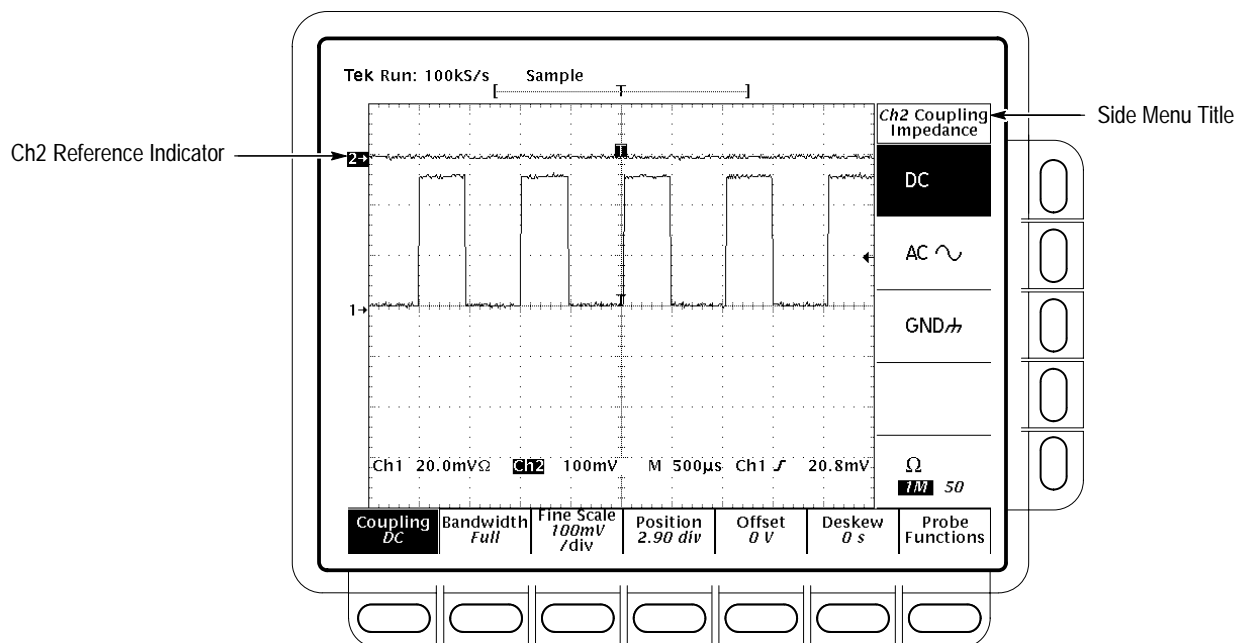 Tek Run: 100kS/s Sample
[ T ]
Ch2 Coupling
Impedance
Side Menu Title
Ch2 Reference Indicator
2→
T
DC
AC
1→
GND
Ch1 20.0mVΩ Ch2 100mV M 500µs Ch1 20.8mV
Ω
1M 50
Coupling
DC
Bandwidth
Full
Fine Scale
100mV
/div
Position
2.90 div
Offset
0 V
Deskew
0 s
Probe
Functions